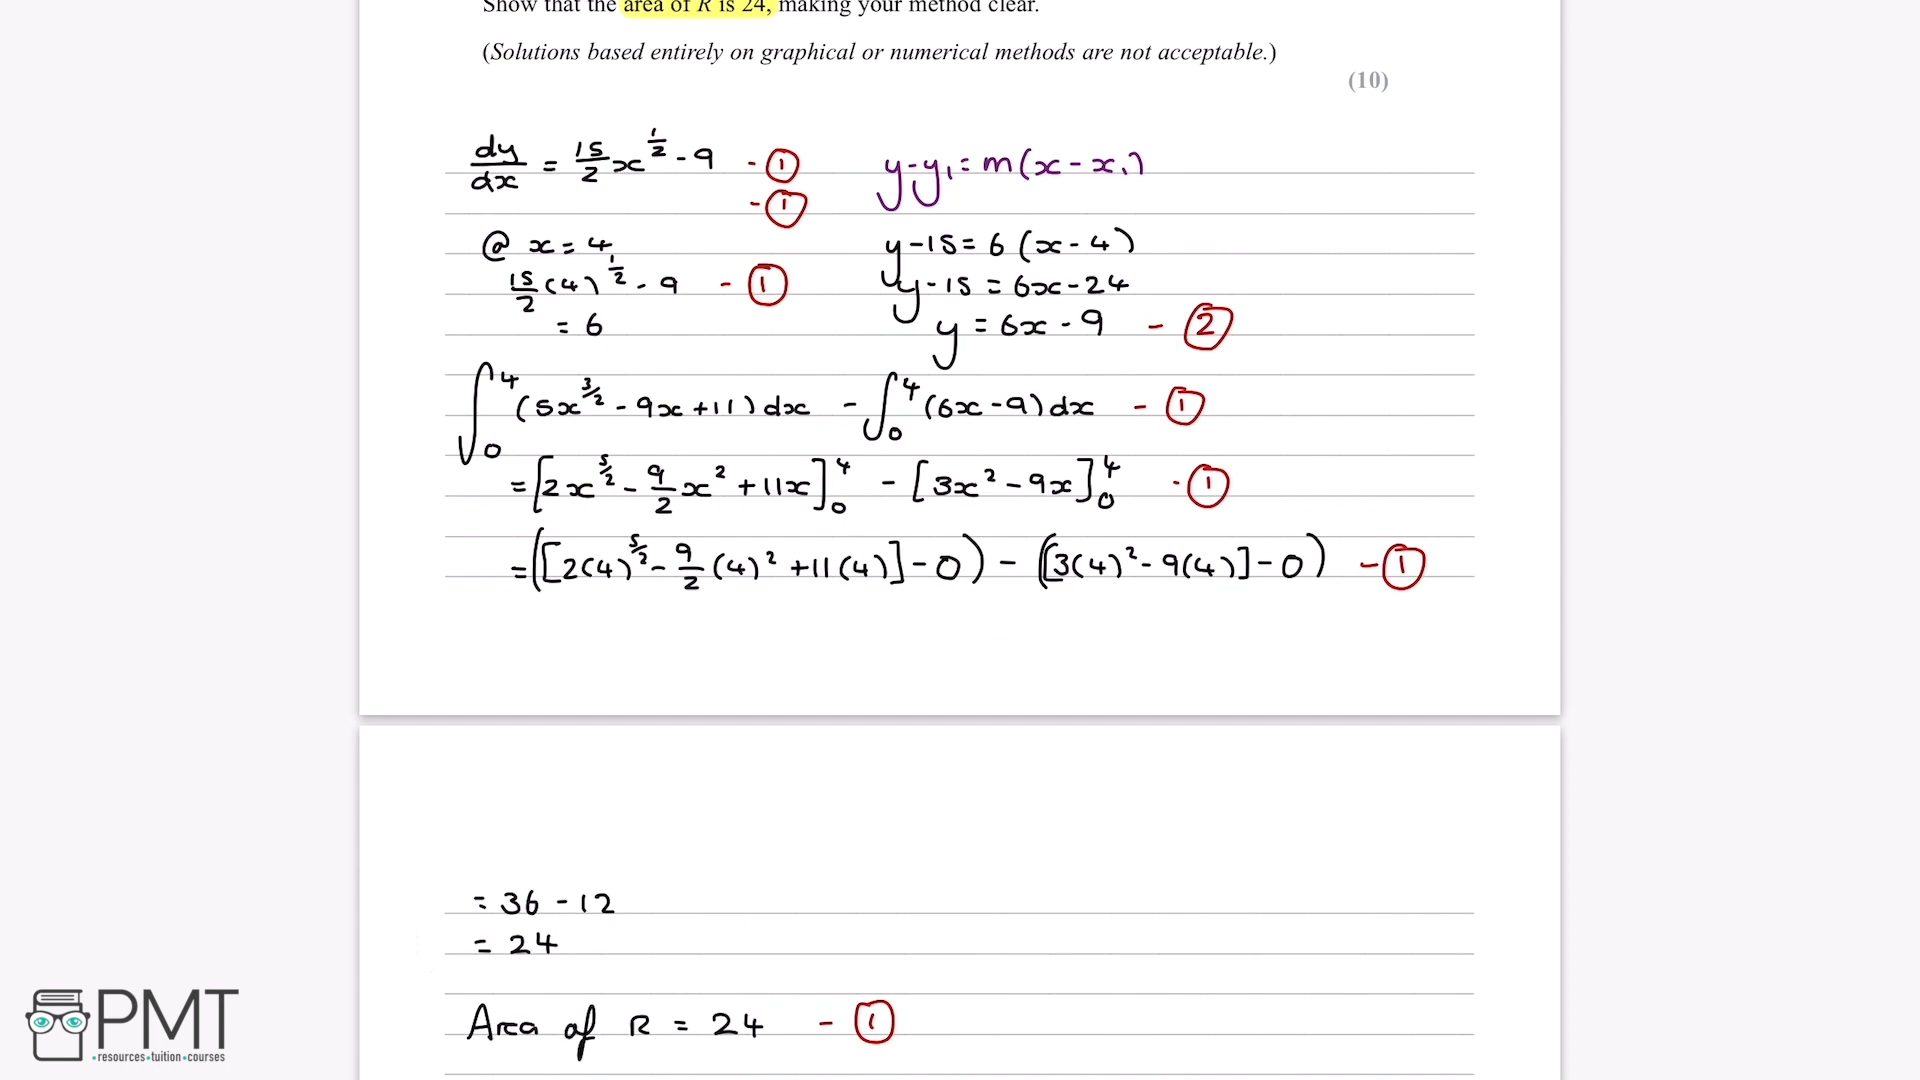 Show that the area of R is 24, making your method clear.
(Solutions based entirely on graphical or numerical methods are not acceptable.)
(10)
dy/dx = 15/2 x^(1/2) - 9 - ①
- ①
y - y₁ = m(x - x₁)
@ x = 4
15/2 (4)^(1/2) - 9 - ①
= 6
y - 15 = 6 (x - 4)
y - 15 = 6x - 24
y = 6x - 9 - ②
∫₀⁴ (5x^(3/2) - 9x + 11) dx - ∫₀⁴ (6x - 9) dx - ①
= [2x^(5/2) - 9/2 x² + 11x]₀⁴ - [3x² - 9x]₀⁴ - ①
= ([2(4)^(5/2) - 9/2 (4)² + 11(4)] - 0) - ([3(4)² - 9(4)] - 0) - ①
= 36 - 12
= 24
Area of R = 24 - ①
PMT
•resources•tuition•courses